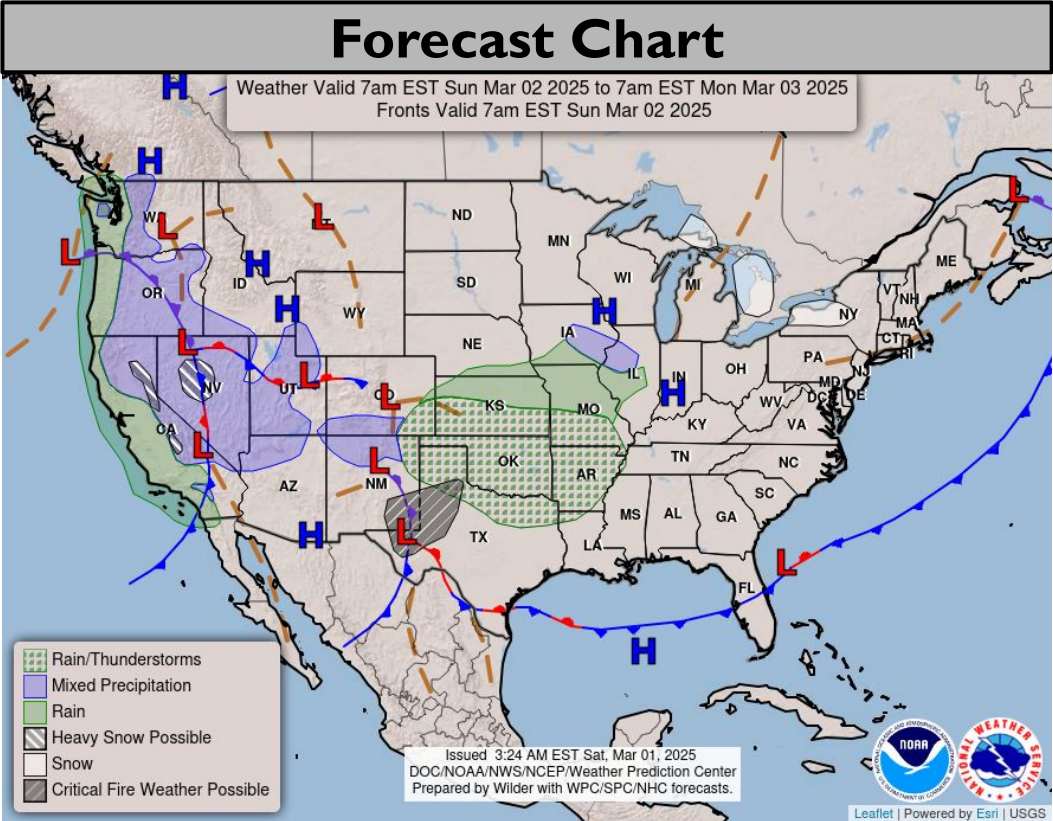 Forecast Chart
Weather Valid 7am EST Sun Mar 02 2025 to 7am EST Mon Mar 03 2025
Fronts Valid 7am EST Sun Mar 02 2025
H
H
L
L
WA
L
L
ND
MN
ME
H
ID
OR
SD
WI
MI
VT
NH
H
WY
H
NY
MA
L
NE
IA
CT
RI
PA
NV
UT
L
L
CO
IL
IN
H
OH
NJ
MD
DE
DC
KS
MO
WV
VA
KY
CA
L
L
NM
OK
AR
TN
NC
AZ
SC
MS
AL
GA
H
L
TX
LA
L
FL
H
Rain/Thunderstorms
Mixed Precipitation
Rain
Heavy Snow Possible
Snow
Critical Fire Weather Possible
Issued 3:24 AM EST Sat, Mar 01, 2025
DOC/NOAA/NWS/NCEP/Weather Prediction Center
Prepared by Wilder with WPC/SPC/NHC forecasts.
NOAA
NATIONAL WEATHER SERVICE
Leaflet | Powered by Esri | USGS